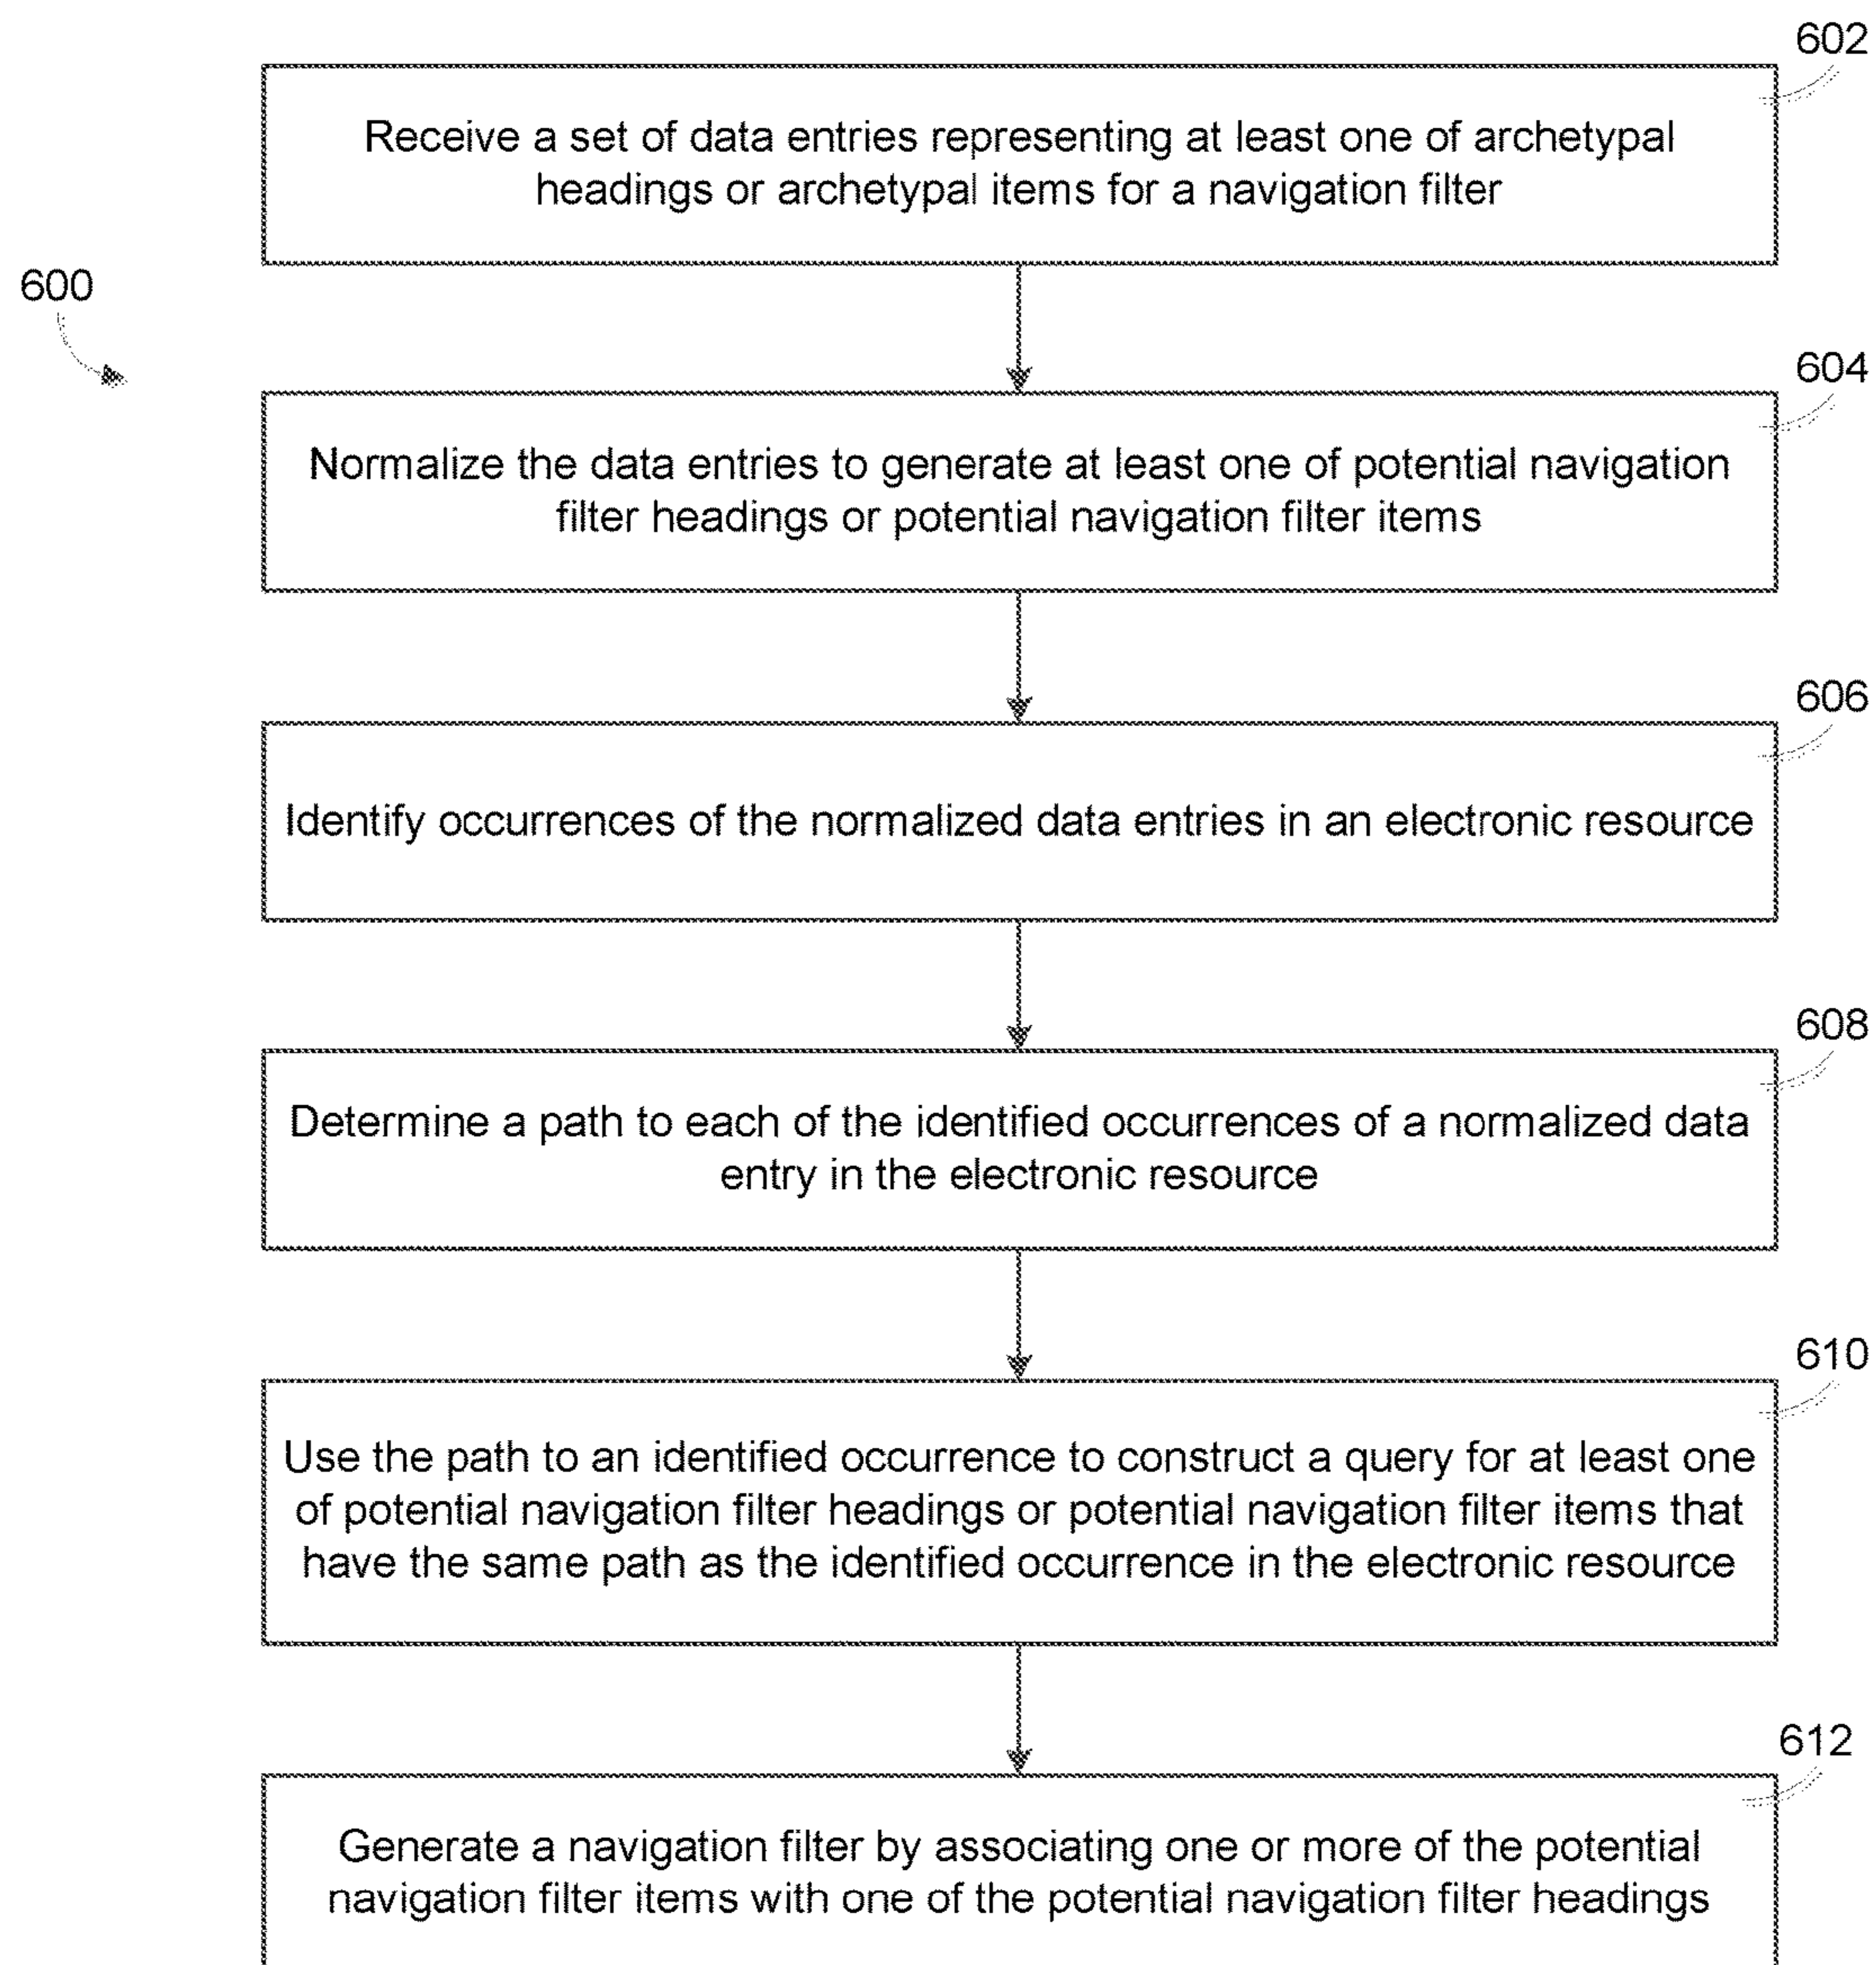 602
Receive a set of data entries representing at least one of archetypal
headings or archetypal items for a navigation filter
600
604
Normalize the data entries to generate at least one of potential navigation
filter headings or potential navigation filter items
606
Identify occurrences of the normalized data entries in an electronic resource
608
Determine a path to each of the identified occurrences of a normalized data
entry in the electronic resource
610
Use the path to an identified occurrence to construct a query for at least one
of potential navigation filter headings or potential navigation filter items that
have the same path as the identified occurrence in the electronic resource
612
Generate a navigation filter by associating one or more of the potential
navigation filter items with one of the potential navigation filter headings